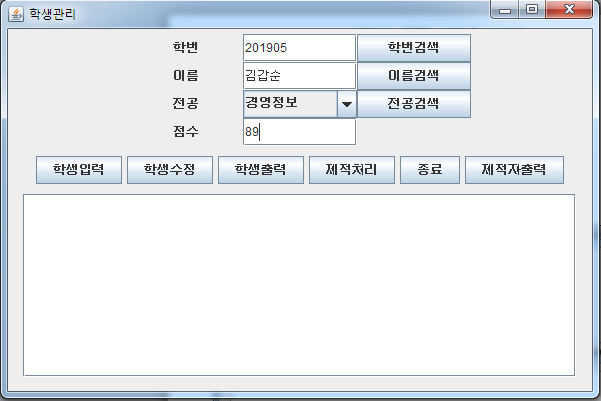 학생관리
학번 201905 학번검색
이름 김갑순 이름검색
전공 경영정보 전공검색
점수 89
학생입력 학생수정 학생출력 제적처리 종료 제적자출력